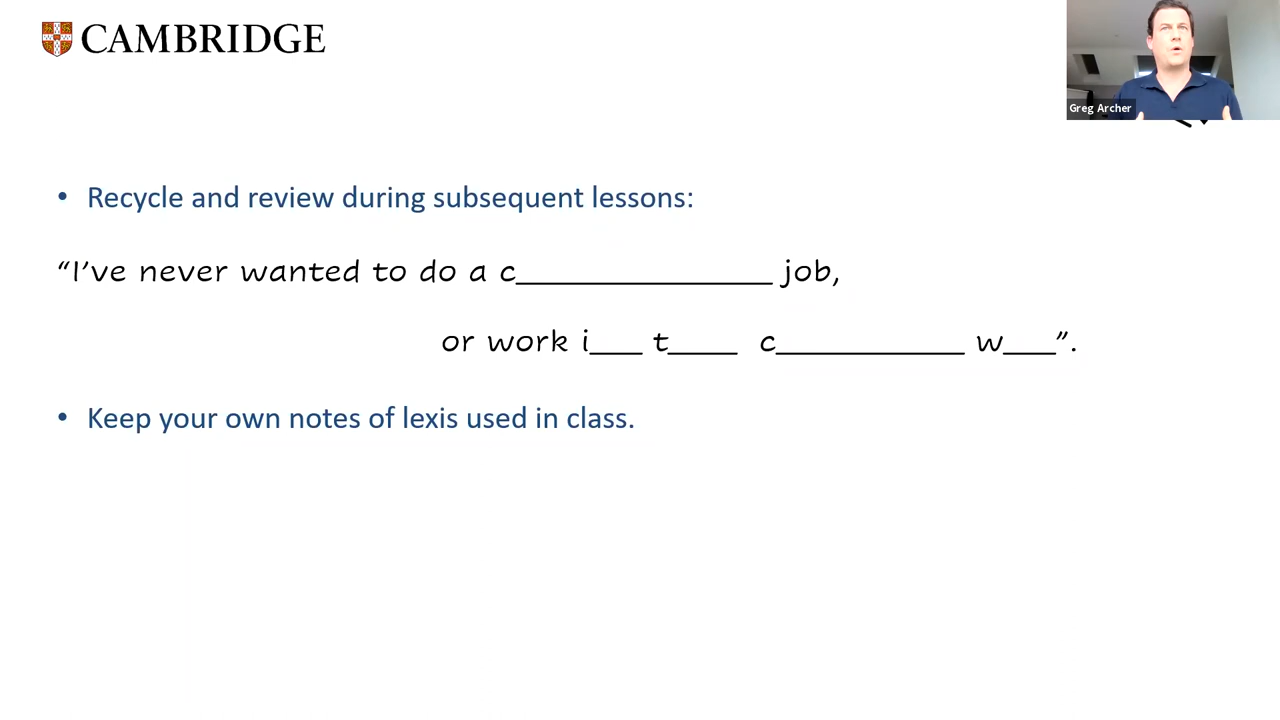 CAMBRIDGE
Greg Archer
• Recycle and review during subsequent lessons:
“I’ve never wanted to do a c______________ job,
or work i___ t____ c__________ w___”.
• Keep your own notes of lexis used in class.